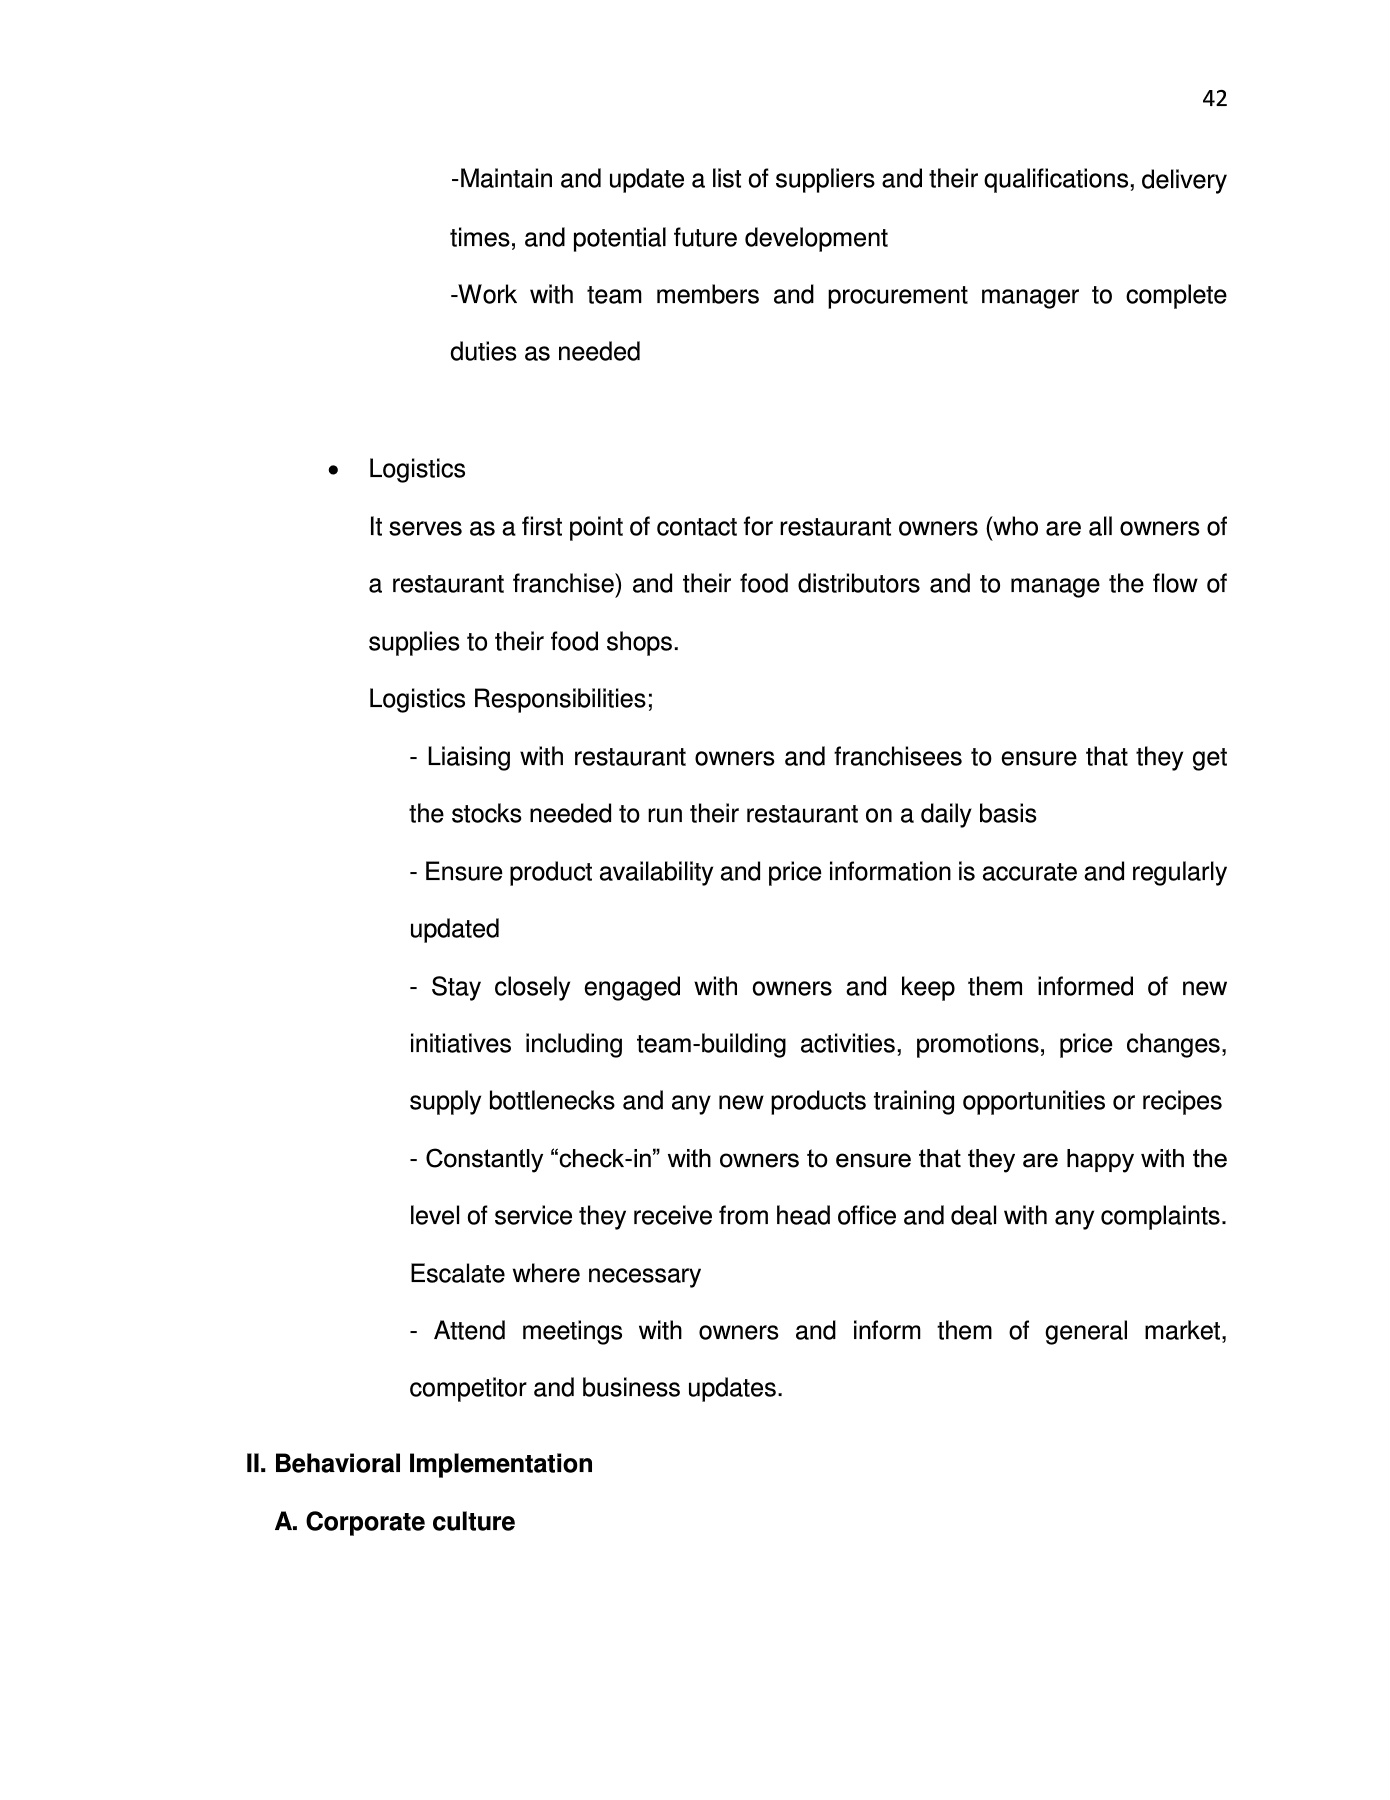 42
-Maintain and update a list of suppliers and their qualifications, delivery
times, and potential future development
-Work with team members and procurement manager to complete
duties as needed
• Logistics
It serves as a first point of contact for restaurant owners (who are all owners of
a restaurant franchise) and their food distributors and to manage the flow of
supplies to their food shops.
Logistics Responsibilities;
- Liaising with restaurant owners and franchisees to ensure that they get
the stocks needed to run their restaurant on a daily basis
- Ensure product availability and price information is accurate and regularly
updated
- Stay closely engaged with owners and keep them informed of new
initiatives including team-building activities, promotions, price changes,
supply bottlenecks and any new products training opportunities or recipes
- Constantly “check-in” with owners to ensure that they are happy with the
level of service they receive from head office and deal with any complaints.
Escalate where necessary
- Attend meetings with owners and inform them of general market,
competitor and business updates.
II. Behavioral Implementation
A. Corporate culture